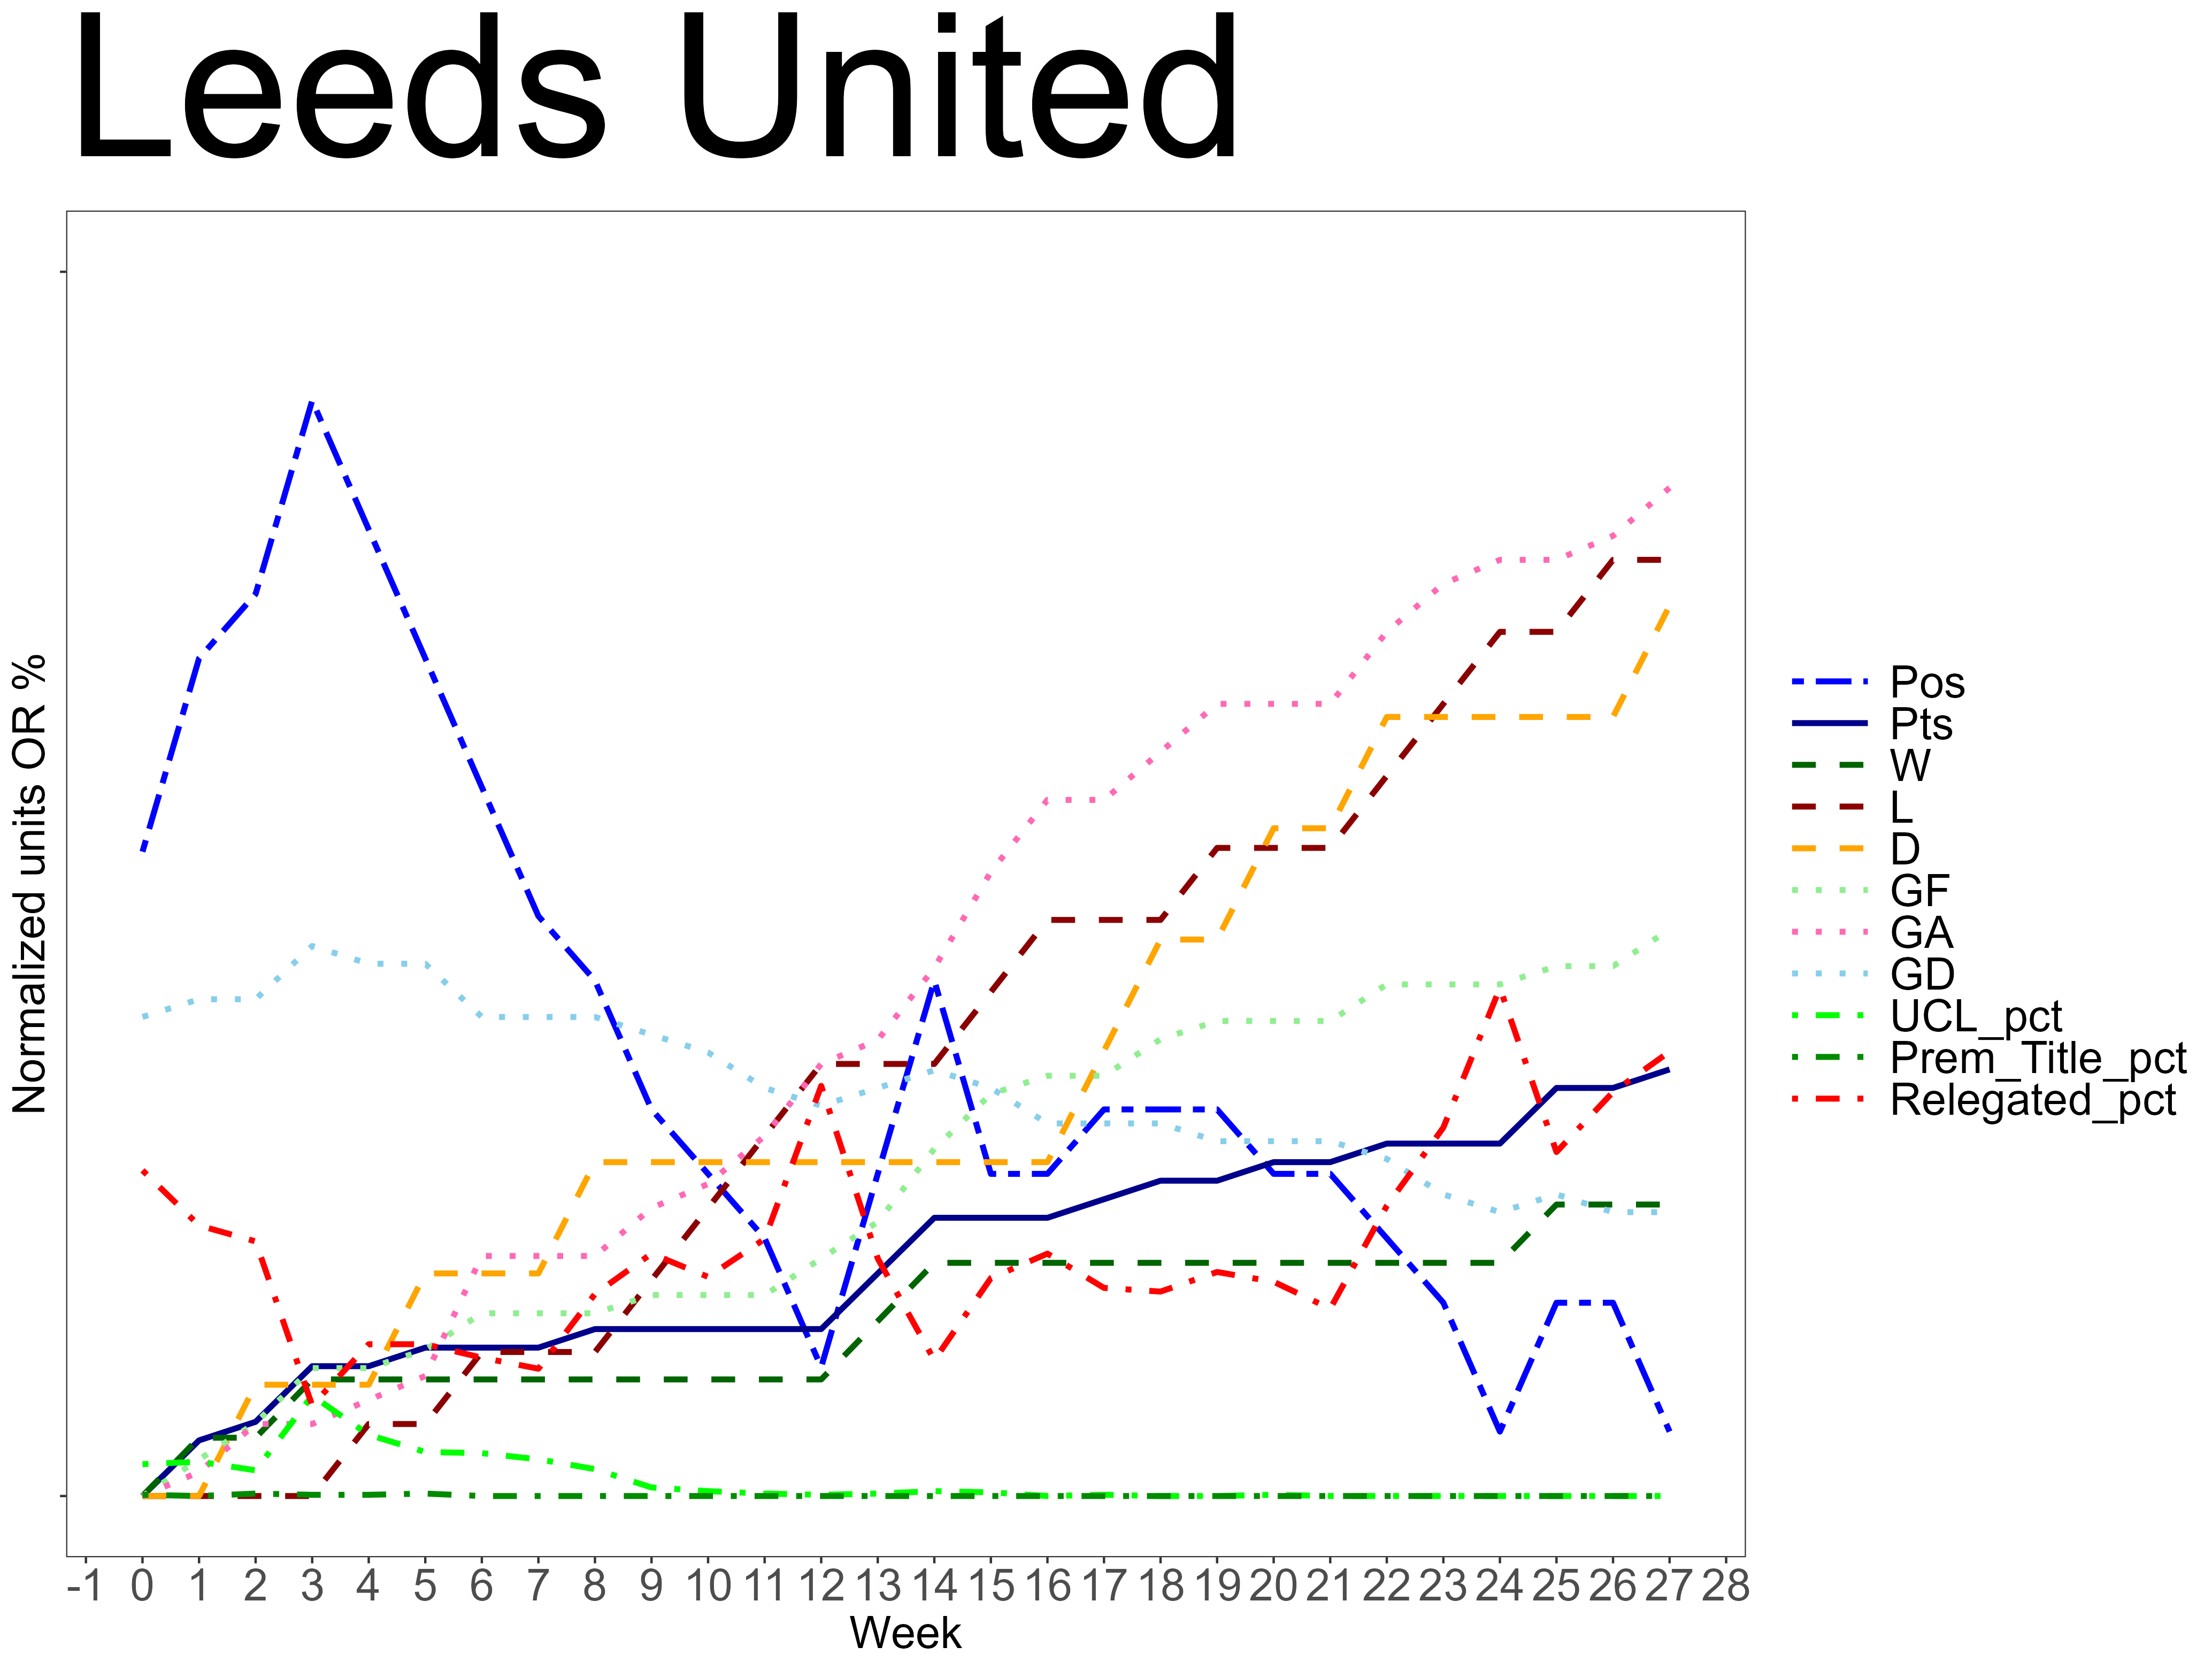 Leeds United
Normalized units OR %
Pos
Pts
W
L
D
GF
GA
GD
UCL_pct
Prem_Title_pct
Relegated_pct
-1 0 1 2 3 4 5 6 7 8 9 10 11 12 13 14 15 16 17 18 19 20 21 22 23 24 25 26 27 28
Week